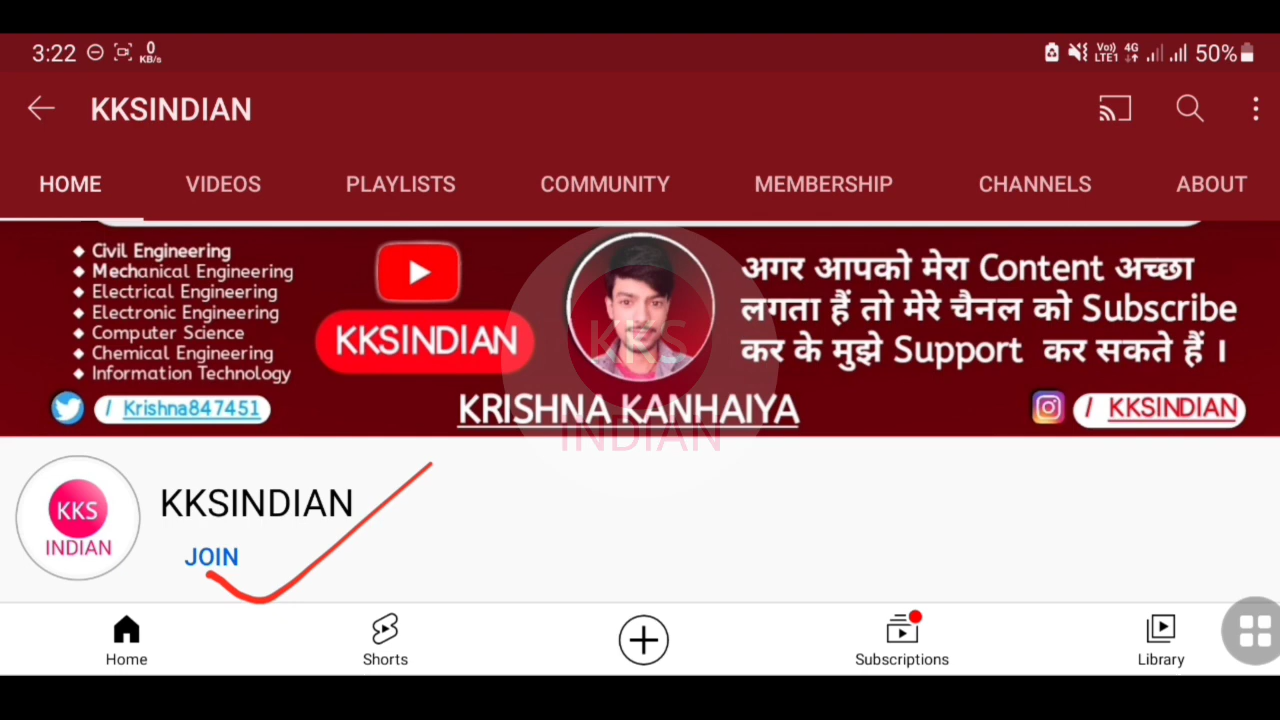 3:22 0 KB/s Vo)) LTE1 4G 50%
KKSINDIAN
HOME VIDEOS PLAYLISTS COMMUNITY MEMBERSHIP CHANNELS ABOUT
Civil Engineering
Mechanical Engineering
Electrical Engineering
Electronic Engineering
Computer Science
Chemical Engineering
Information Technology
/ Krishna847451
KKSINDIAN
KRISHNA KANHAIYA
अगर आपको मेरा Content अच्छा
लगता हैं तो मेरे चैनल को Subscribe
कर के मुझे Support कर सकते हैं ।
/ KKSINDIAN
KKS
INDIAN
KKS
INDIAN
KKSINDIAN
JOIN
Home Shorts Subscriptions Library